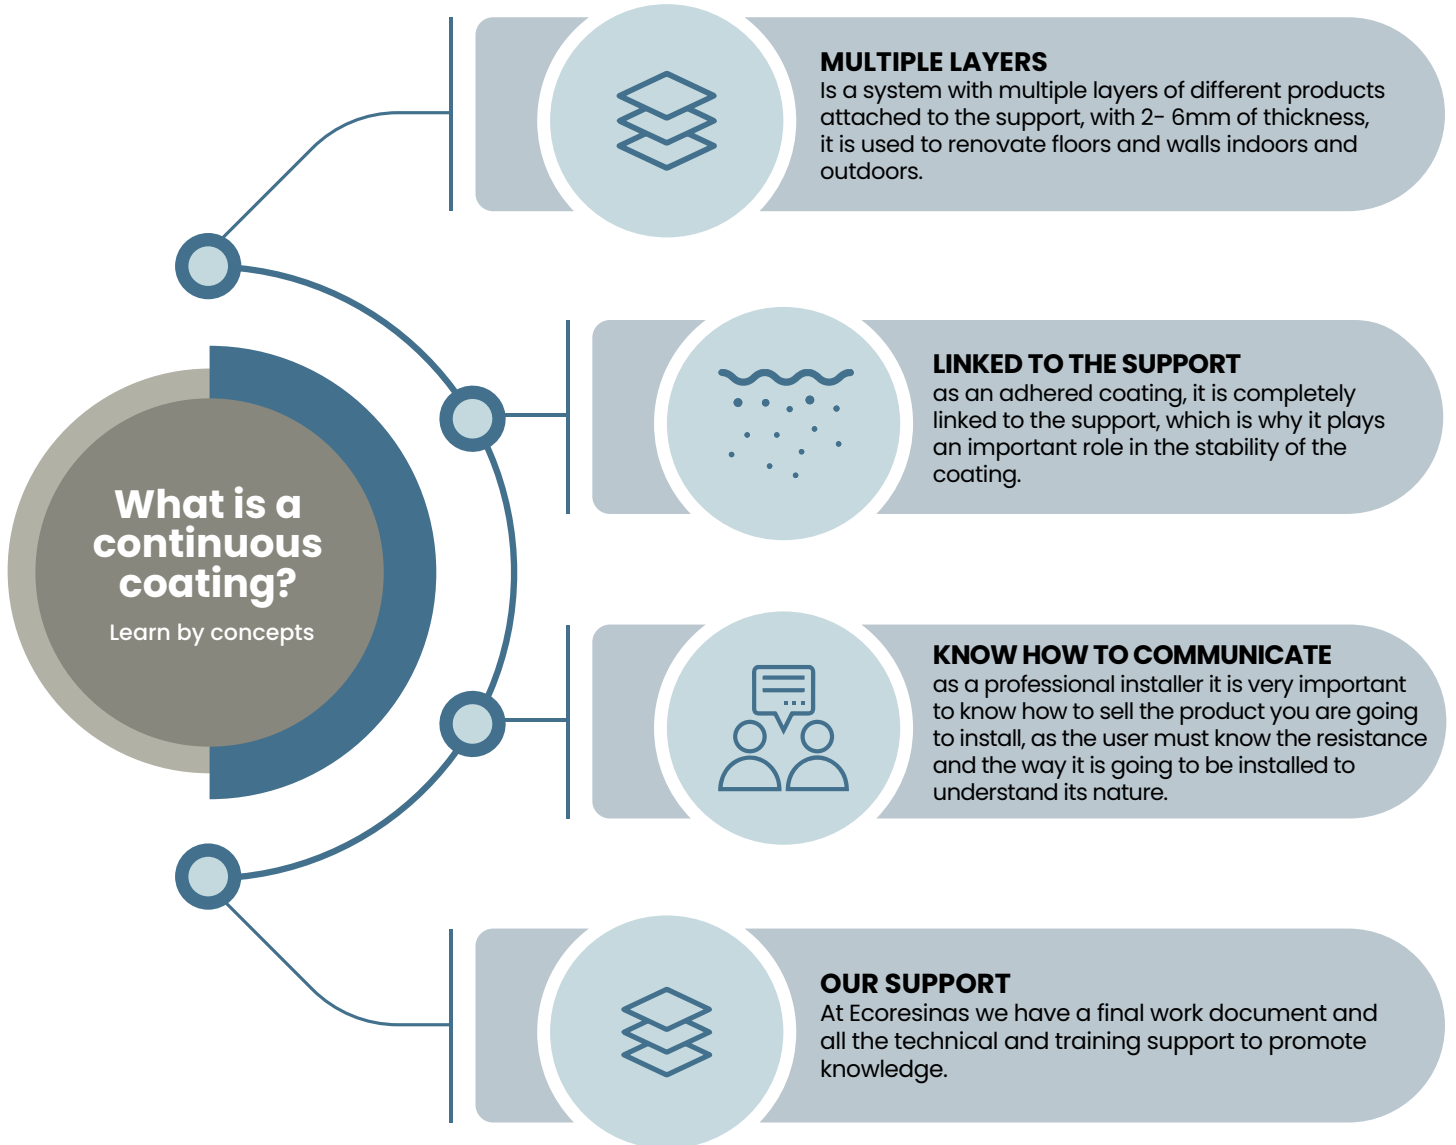 What is a
continuous
coating?
Learn by concepts
MULTIPLE LAYERS
Is a system with multiple layers of different products
attached to the support, with 2- 6mm of thickness,
it is used to renovate floors and walls indoors and
outdoors.
LINKED TO THE SUPPORT
as an adhered coating, it is completely
linked to the support, which is why it plays
an important role in the stability of the
coating.
KNOW HOW TO COMMUNICATE
as a professional installer it is very important
to know how to sell the product you are going
to install, as the user must know the resistance
and the way it is going to be installed to
understand its nature.
OUR SUPPORT
At Ecoresinas we have a final work document and
all the technical and training support to promote
knowledge.